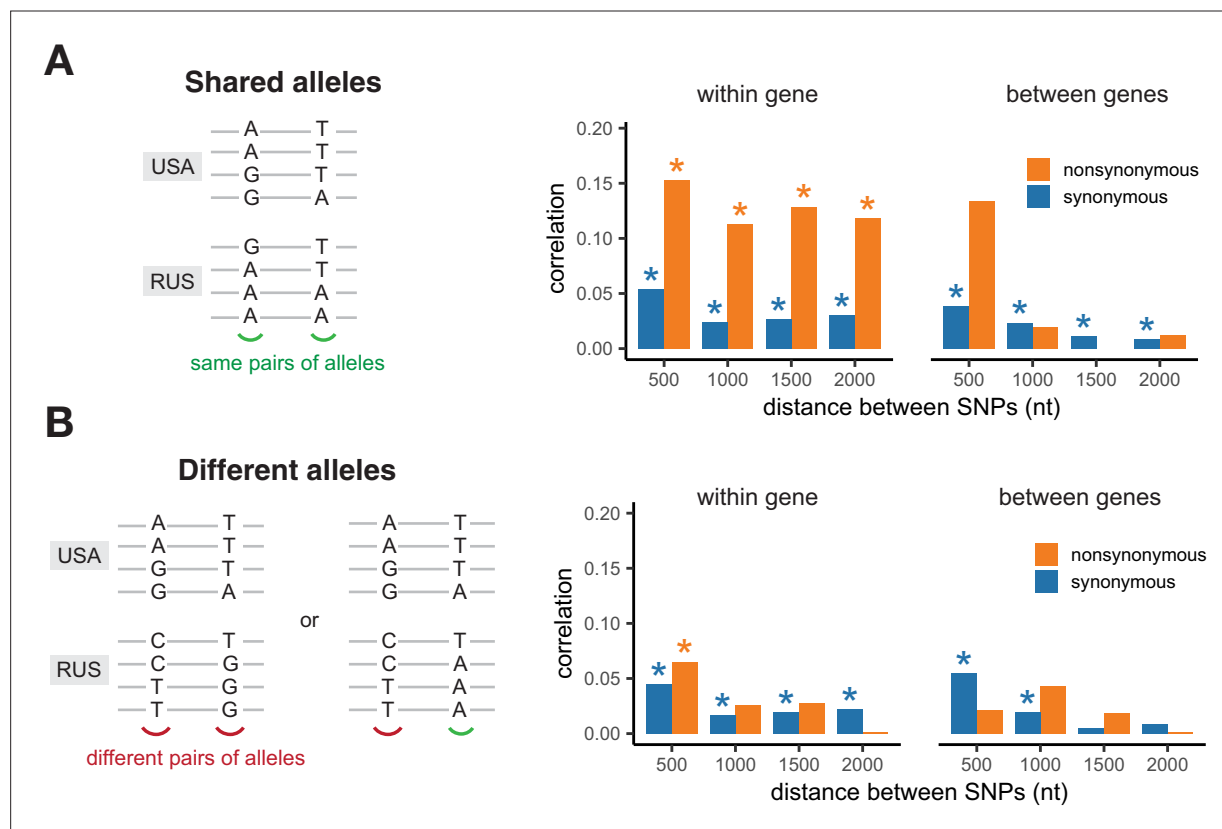 A
Shared alleles
USA
A T
A T
G T
G A
RUS
G T
A T
A A
A A
same pairs of alleles
within gene
between genes
correlation
0.20
0.15
0.10
0.05
0.00
* * * *
* * * *
* * * *
nonsynonymous
synonymous
500 1000 1500 2000
500 1000 1500 2000
distance between SNPs (nt)
B
Different alleles
USA
A T
A T
G T
G A
RUS
C T
C G
T G
T G
different pairs of alleles
or
A T
A T
G T
G A
C T
C A
T A
T A
within gene
between genes
correlation
0.20
0.15
0.10
0.05
0.00
* * * * *
* *
nonsynonymous
synonymous
500 1000 1500 2000
500 1000 1500 2000
distance between SNPs (nt)